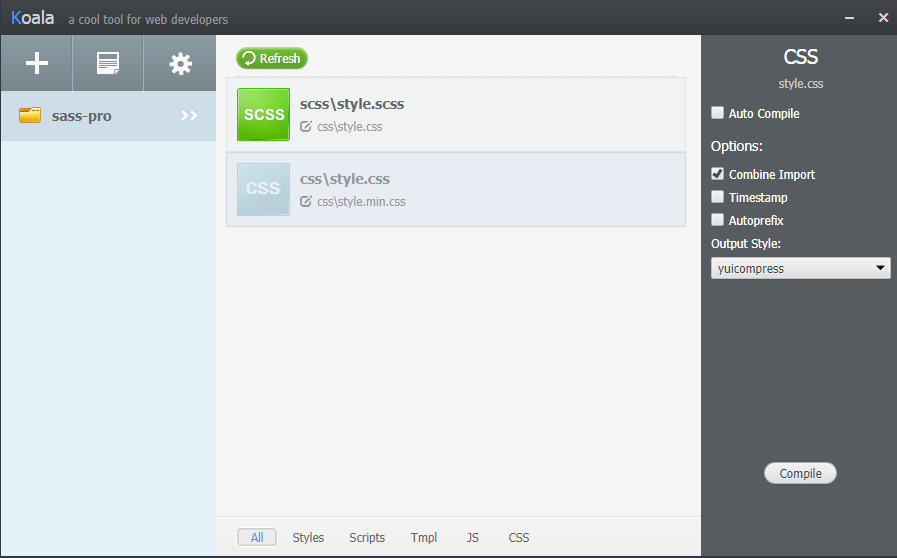 Koala a cool tool for web developers
sass-pro
Refresh
SCSS
scss\style.scss
css\style.css
CSS
css\style.css
css\style.min.css
All Styles Scripts Tmpl JS CSS
CSS
style.css
Auto Compile
Options:
Combine Import
Timestamp
Autoprefix
Output Style:
yuicompress
Compile